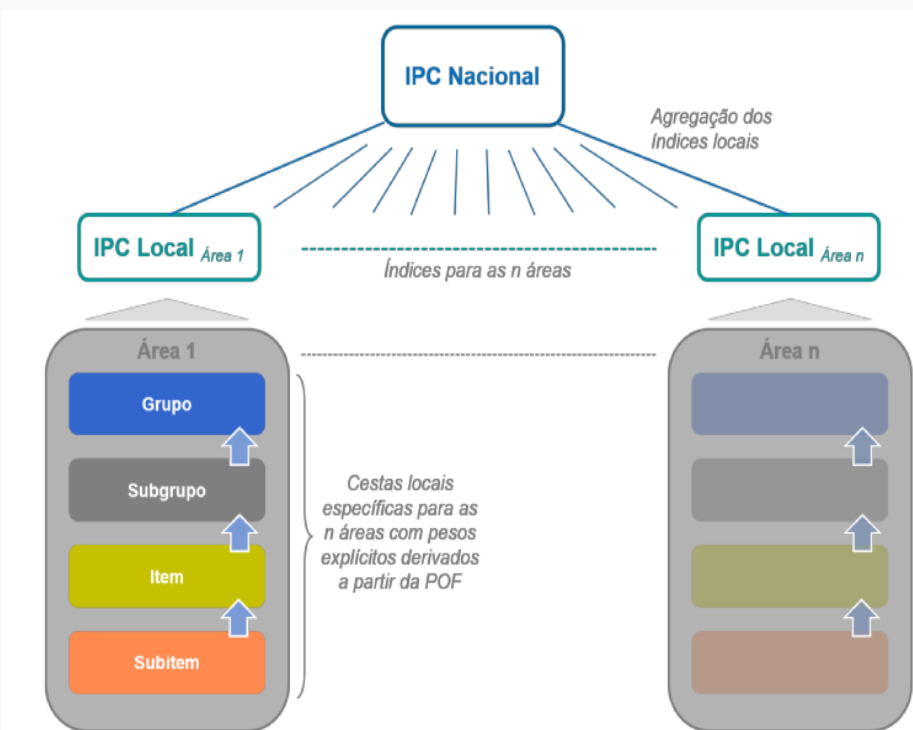 IPC Nacional
Agregação dos
índices locais
IPC Local Área 1
IPC Local Área n
Índices para as n áreas
Área 1
Área n
Grupo
Subgrupo
Item
Subitem
Cestas locais
específicas para as
n áreas com pesos
explícitos derivados
a partir da POF